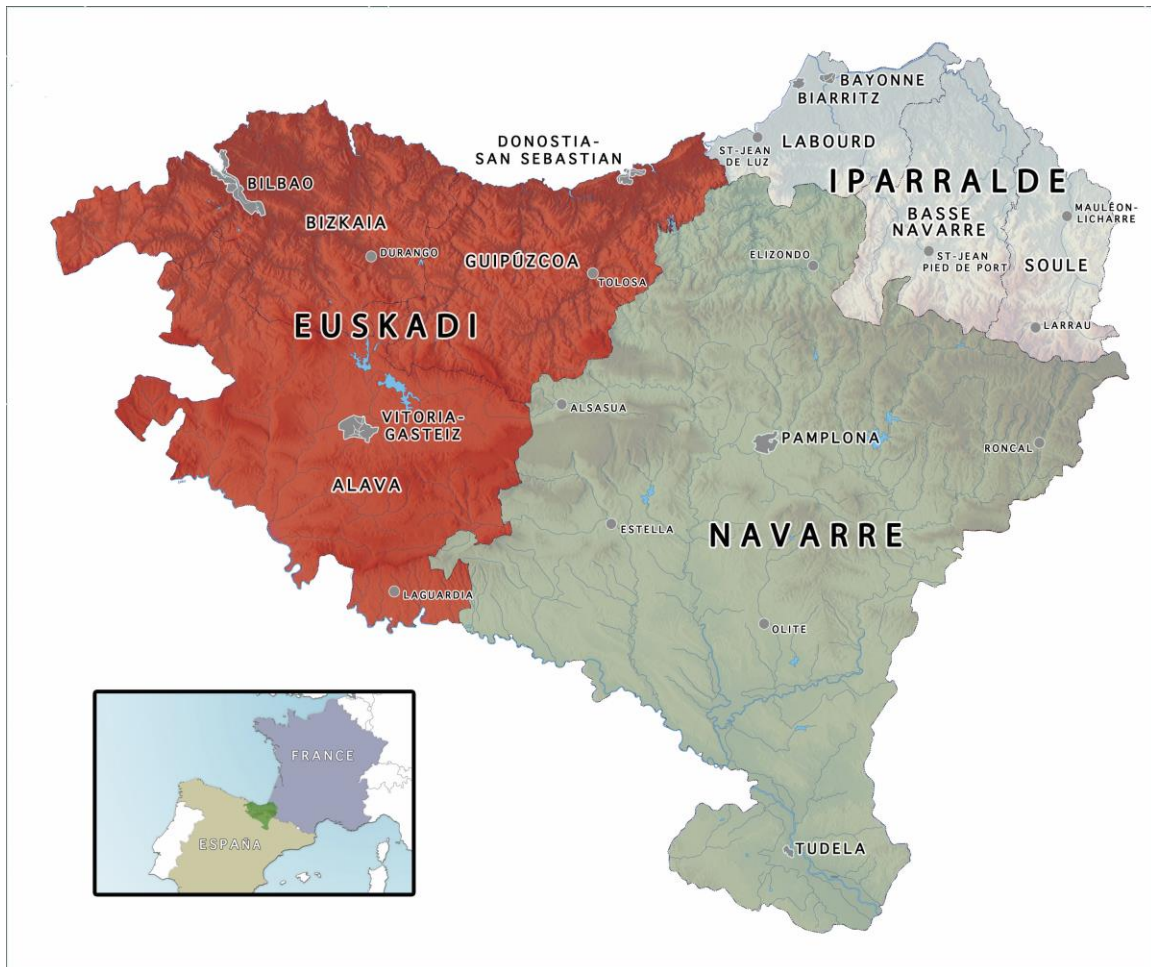 BAYONNE
BIARRITZ
DONOSTIA-
SAN SEBASTIAN
ST-JEAN
DE LUZ
LABOURD
IPARRALDE
BILBAO
BIZKAIA
DURANGO
GUIPÚZCOA
TOLOSA
ELIZONDO
BASSE
NAVARRE
ST-JEAN
PIED DE PORT
MAULÉON-
LICHARRE
SOULE
LARRAU
EUSKADI
VITORIA-
GASTEIZ
ALAVA
LAGUARDIA
ALSASUA
PAMPLONA
RONCAL
ESTELLA
NAVARRE
OLITE
TUDELA
FRANCE
ESPAÑA